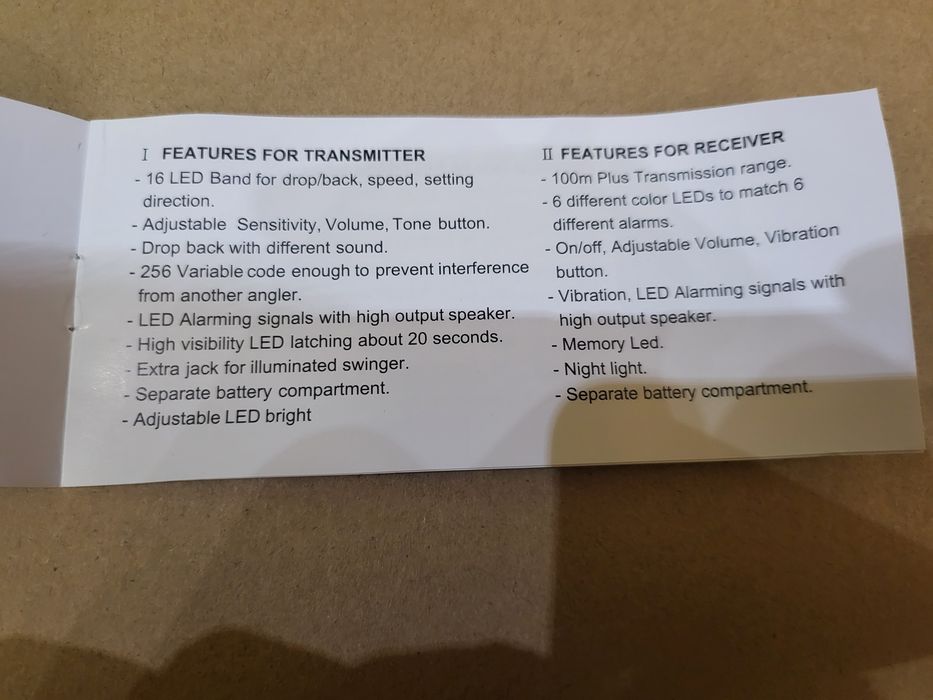 I FEATURES FOR TRANSMITTER
- 16 LED Band for drop/back, speed, setting
direction.
- Adjustable Sensitivity, Volume, Tone button.
- Drop back with different sound.
- 256 Variable code enough to prevent interference
from another angler.
- LED Alarming signals with high output speaker.
- High visibility LED latching about 20 seconds.
- Extra jack for illuminated swinger.
- Separate battery compartment.
- Adjustable LED bright
II FEATURES FOR RECEIVER
- 100m Plus Transmission range.
- 6 different color LEDs to match 6
different alarms.
- On/off, Adjustable Volume, Vibration
button.
- Vibration, LED Alarming signals with
high output speaker.
- Memory Led.
- Night light.
- Separate battery compartment.